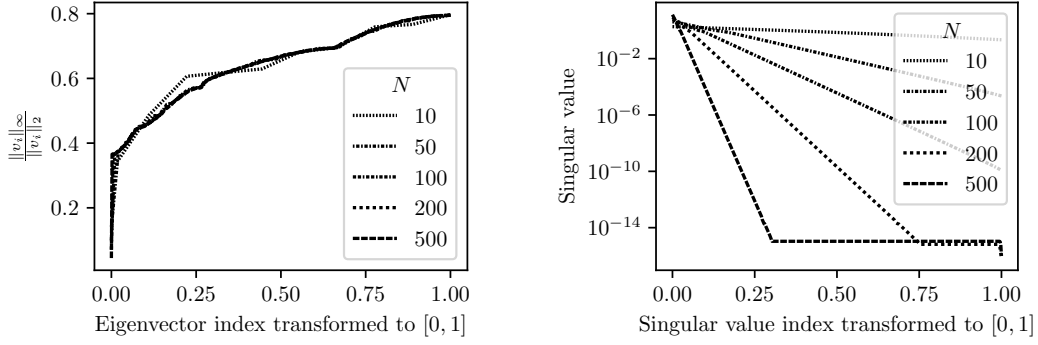 0.8
0.6
0.4
0.2
‖v_i‖_∞ / ‖v_i‖_2
N
10
50
100
200
500
0.00 0.25 0.50 0.75 1.00
Eigenvector index transformed to [0, 1]
10^{-2}
10^{-6}
10^{-10}
10^{-14}
Singular value
N
10
50
100
200
500
0.00 0.25 0.50 0.75 1.00
Singular value index transformed to [0, 1]